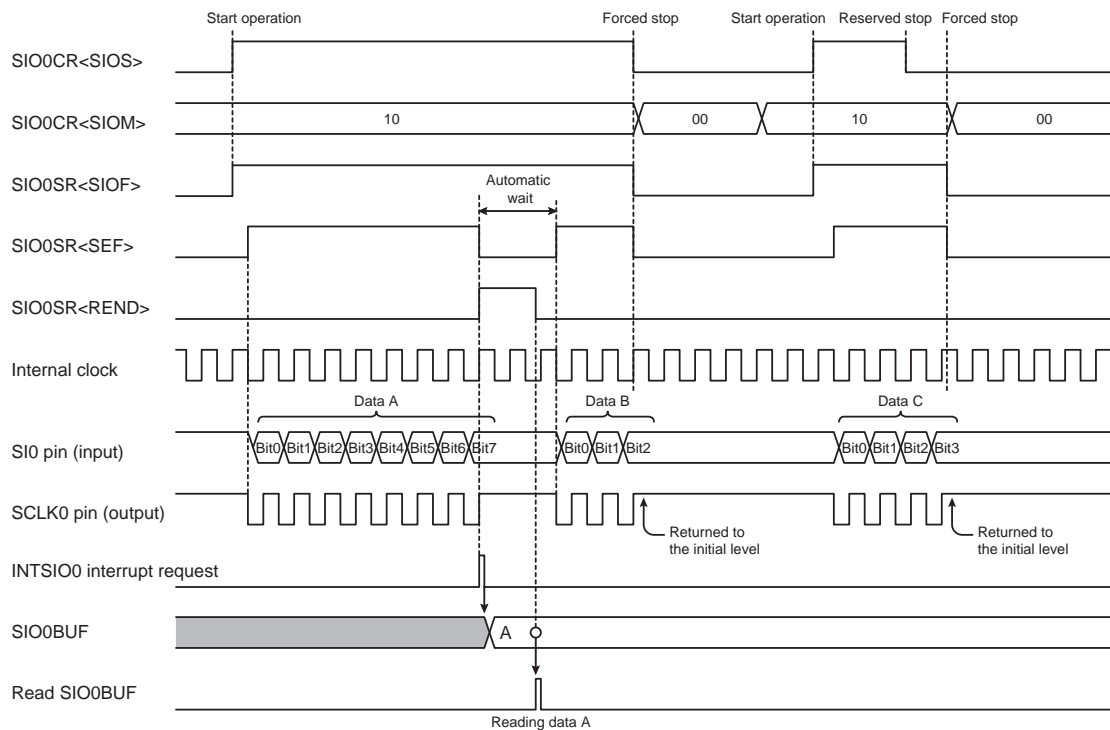 Start operation Forced stop Start operation Reserved stop Forced stop
SIO0CR<SIOS>
SIO0CR<SIOM> 10 00 10 00
SIO0SR<SIOF>
Automatic
wait
SIO0SR<SEF>
SIO0SR<REND>
Internal clock
Data A Data B Data C
SI0 pin (input) Bit0 Bit1 Bit2 Bit3 Bit4 Bit5 Bit6 Bit7 Bit0 Bit1 Bit2 Bit0 Bit1 Bit2 Bit3
SCLK0 pin (output)
Returned to
the initial level
Returned to
the initial level
INTSIO0 interrupt request
SIO0BUF A
Read SIO0BUF
Reading data A